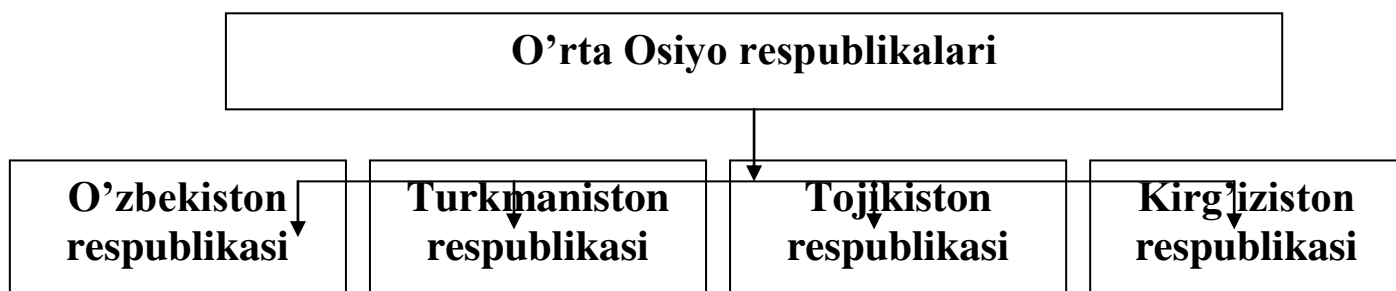 O’rta Osiyo respublikalari
O’zbekiston
respublikasi
Turkmaniston
respublikasi
Tojikiston
respublikasi
Kirg’iziston
respublikasi